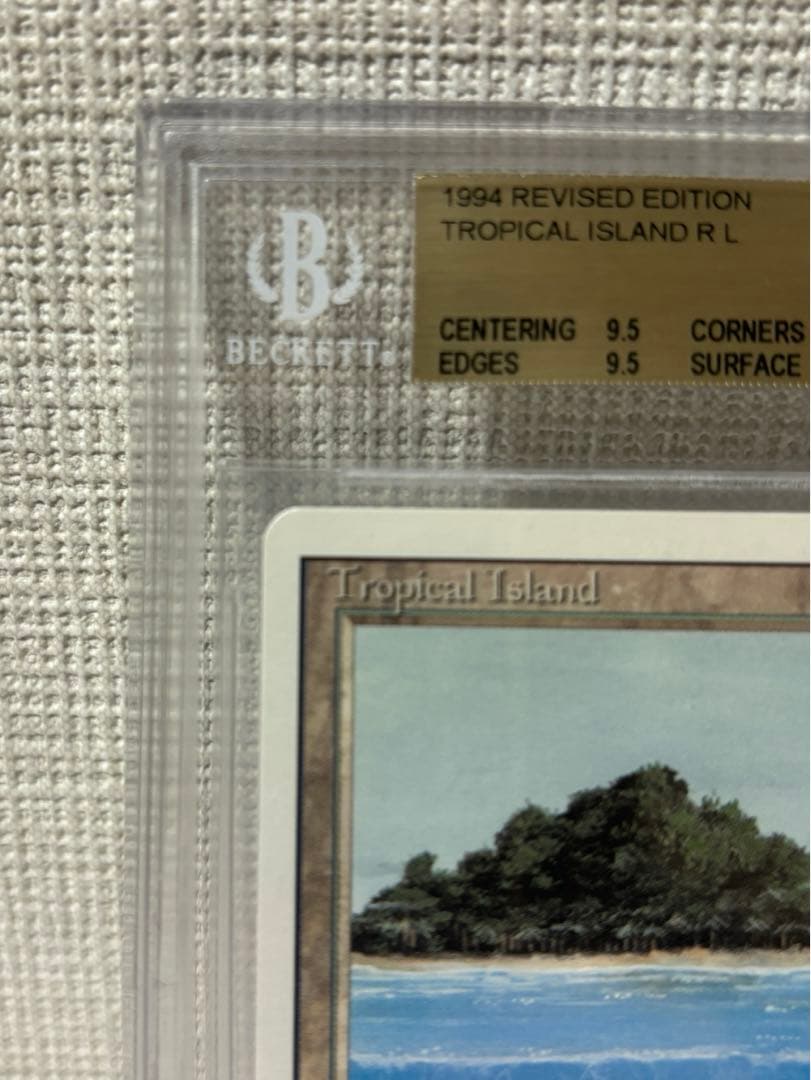 1994 REVISED EDITION
TROPICAL ISLAND R L
B
BECKETT
CENTERING 9.5 CORNERS
EDGES 9.5 SURFACE
Tropical Island